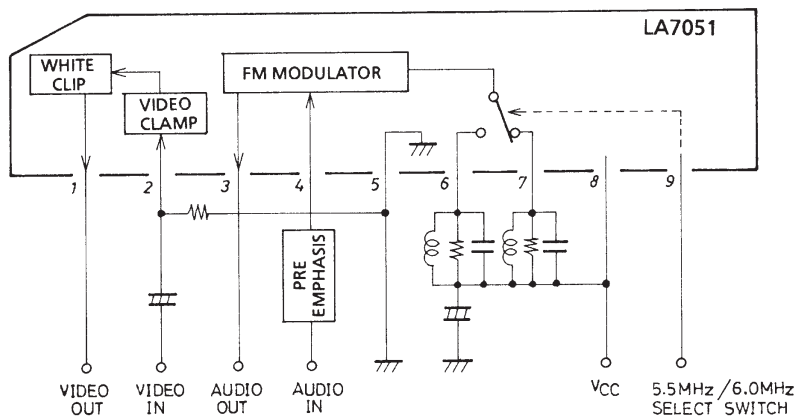 LA7051
WHITE
CLIP
FM MODULATOR
VIDEO
CLAMP
1
2
3
4
5
6
7
8
9
PRE
EMPHASIS
VIDEO
OUT
VIDEO
IN
AUDIO
OUT
AUDIO
IN
VCC
5.5MHz/6.0MHz
SELECT SWITCH